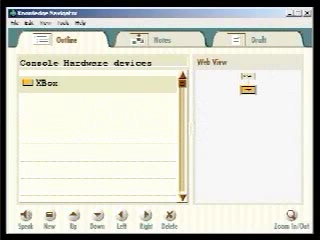 Knowledge Navigator
File Edit View Tools Help
Outline Notes Draft
Console Hardware devices
Web View
XBox
Speak New Up Down Left Right Delete Zoom In/Out